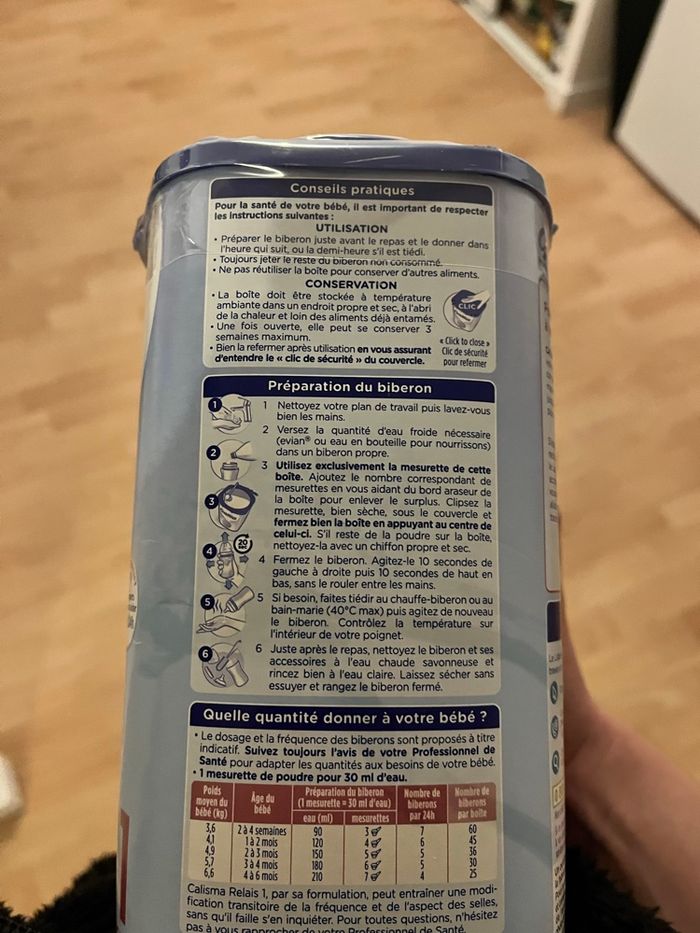 Conseils pratiques
Pour la santé de votre bébé, il est important de respecter
les instructions suivantes :
UTILISATION
• Préparer le biberon juste avant le repas et le donner dans
l'heure qui suit, ou la demi-heure s'il est tiédi.
• Toujours jeter le reste du biberon non consommé.
• Ne pas réutiliser la boîte pour conserver d'autres aliments.
CONSERVATION
• La boîte doit être stockée à température
ambiante dans un endroit propre et sec, à l'abri
de la chaleur et loin des aliments déjà entamés.
• Une fois ouverte, elle peut se conserver 3
semaines maximum.
• Bien la refermer après utilisation en vous assurant
d'entendre le « clic de sécurité » du couvercle.
CLIC
« Click to close »
Clic de sécurité
pour refermer
Préparation du biberon
1 Nettoyez votre plan de travail puis lavez-vous
bien les mains.
2 Versez la quantité d'eau froide nécessaire
(evian® ou eau en bouteille pour nourrissons)
dans un biberon propre.
3 Utilisez exclusivement la mesurette de cette
boîte. Ajoutez le nombre correspondant de
mesurettes en vous aidant du bord araseur de
la boîte pour enlever le surplus. Clipsez la
mesurette, bien sèche, sous le couvercle et
fermez bien la boîte en appuyant au centre de
celui-ci. S'il reste de la poudre sur la boîte,
nettoyez-la avec un chiffon propre et sec.
4 Fermez le biberon. Agitez-le 10 secondes de
gauche à droite puis 10 secondes de haut en
bas, sans le rouler entre les mains.
5 Si besoin, faites tiédir au chauffe-biberon ou au
bain-marie (40°C max) puis agitez de nouveau
le biberon. Contrôlez la température sur
l'intérieur de votre poignet.
6 Juste après le repas, nettoyez le biberon et ses
accessoires à l'eau chaude savonneuse et
rincez bien à l'eau claire. Laissez sécher sans
essuyer et rangez le biberon fermé.
1
2
3
4
20 sec
5
6
Quelle quantité donner à votre bébé ?
• Le dosage et la fréquence des biberons sont proposés à titre
indicatif. Suivez toujours l'avis de votre Professionnel de
Santé pour adapter les quantités aux besoins de votre bébé.
• 1 mesurette de poudre pour 30 ml d'eau.
Poids moyen du bébé (kg) Âge du bébé Préparation du biberon (1 mesurette = 30 ml d'eau) Nombre de biberons par 24h Nombre de biberons par boîte
eau (ml) mesurettes
3,6 2 à 4 semaines 90 3 7 60
4,1 1 à 2 mois 120 4 6 45
4,9 2 à 3 mois 150 5 5 36
5,7 3 à 4 mois 180 6 5 30
6,6 4 à 6 mois 210 7 4 25
Calisma Relais 1, par sa formulation, peut entraîner une modi-
fication transitoire de la fréquence et de l'aspect des selles,
sans qu'il faille s'en inquiéter. Pour toutes questions, n'hésitez
pas à vous rapprocher de votre Professionnel de Santé.